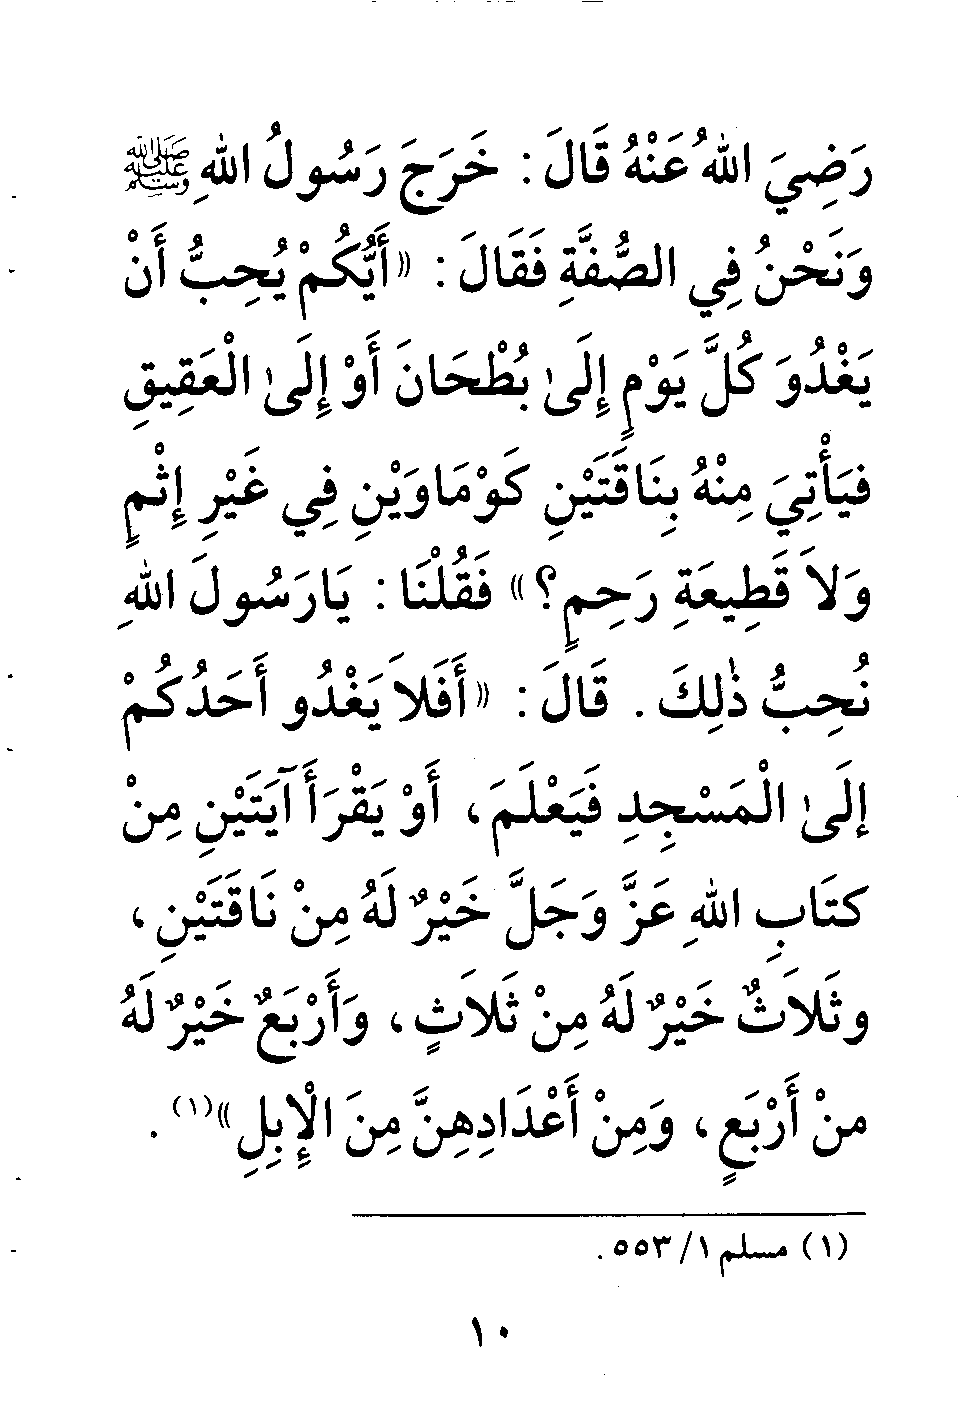 رَضِيَ اللهُ عَنْهُ قَالَ : خَرَجَ رَسُولُ اللهِ ﷺ
وَنَحْنُ فِي الصُّفَّةِ فَقَالَ : «أَيُّكُمْ يُحِبُّ أَنْ
يَغْدُوَ كُلَّ يَوْمٍ إِلَىٰ بُطْحَانَ أَوْ إِلَىٰ الْعَقِيقِ
فَيَأْتِيَ مِنْهُ بِنَاقَتَيْنِ كَوْمَاوَيْنِ فِي غَيْرِ إِثْمٍ
وَلاَ قَطِيعَةِ رَحِمٍ؟» فَقُلْنَا : يَارَسُولَ اللهِ
نُحِبُّ ذٰلِكَ . قَالَ : «أَفَلاَ يَغْدُو أَحَدُكُمْ
إِلَىٰ الْمَسْجِدِ فَيَعْلَمَ، أَوْ يَقْرَأَ آيَتَيْنِ مِنْ
كِتَابِ اللهِ عَزَّ وَجَلَّ خَيْرٌ لَهُ مِنْ نَاقَتَيْنِ،
وَثَلاَثٌ خَيْرٌ لَهُ مِنْ ثَلاَثٍ، وَأَرْبَعٌ خَيْرٌ لَهُ
مِنْ أَرْبَعٍ، وَمِنْ أَعْدَادِهِنَّ مِنَ الْإِبِلِ»(١) .
(١) مسلم ١/ ٥٥٣ .
١٠